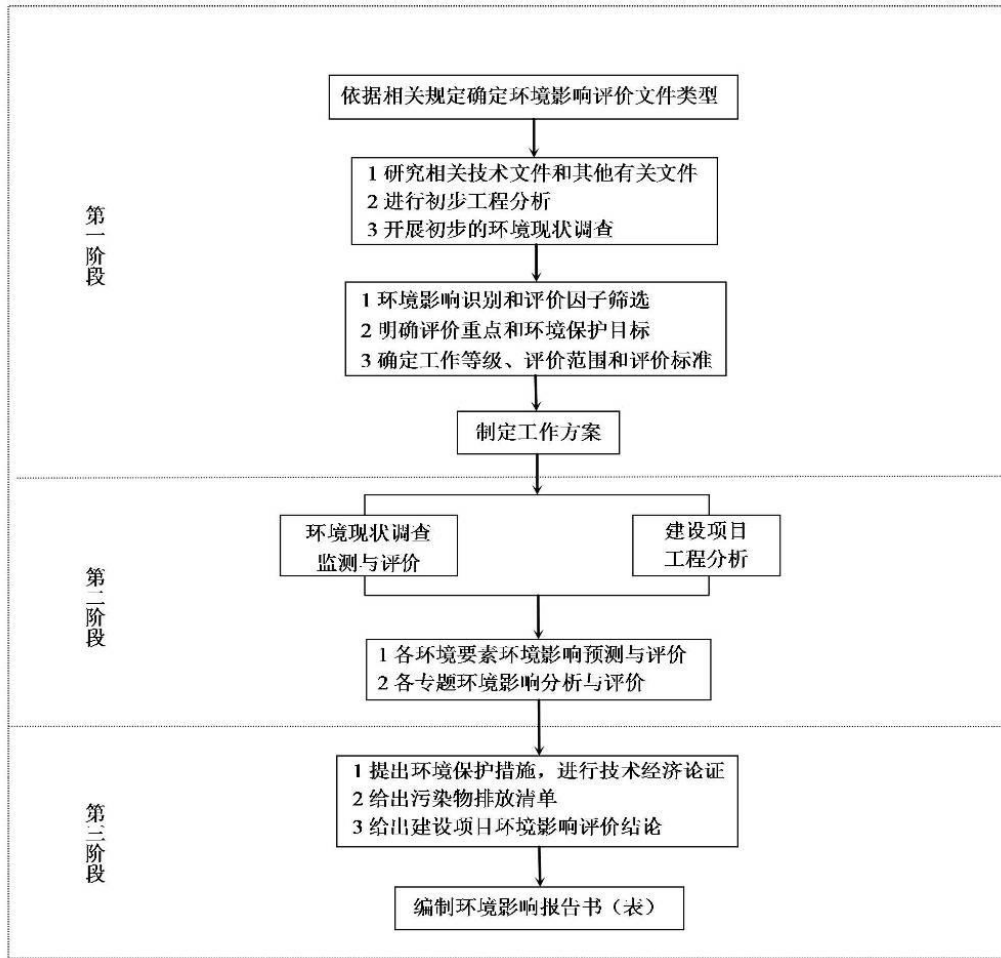 依据相关规定确定环境影响评价文件类型
1 研究相关技术文件和其他有关文件
2 进行初步工程分析
3 开展初步的环境现状调查
第一阶段
1 环境影响识别和评价因子筛选
2 明确评价重点和环境保护目标
3 确定工作等级、评价范围和评价标准
制定工作方案
环境现状调查
监测与评价
建设项目
工程分析
第二阶段
1 各环境要素环境影响预测与评价
2 各专题环境影响分析与评价
1 提出环境保护措施，进行技术经济论证
2 给出污染物排放清单
3 给出建设项目环境影响评价结论
第三阶段
编制环境影响报告书（表）